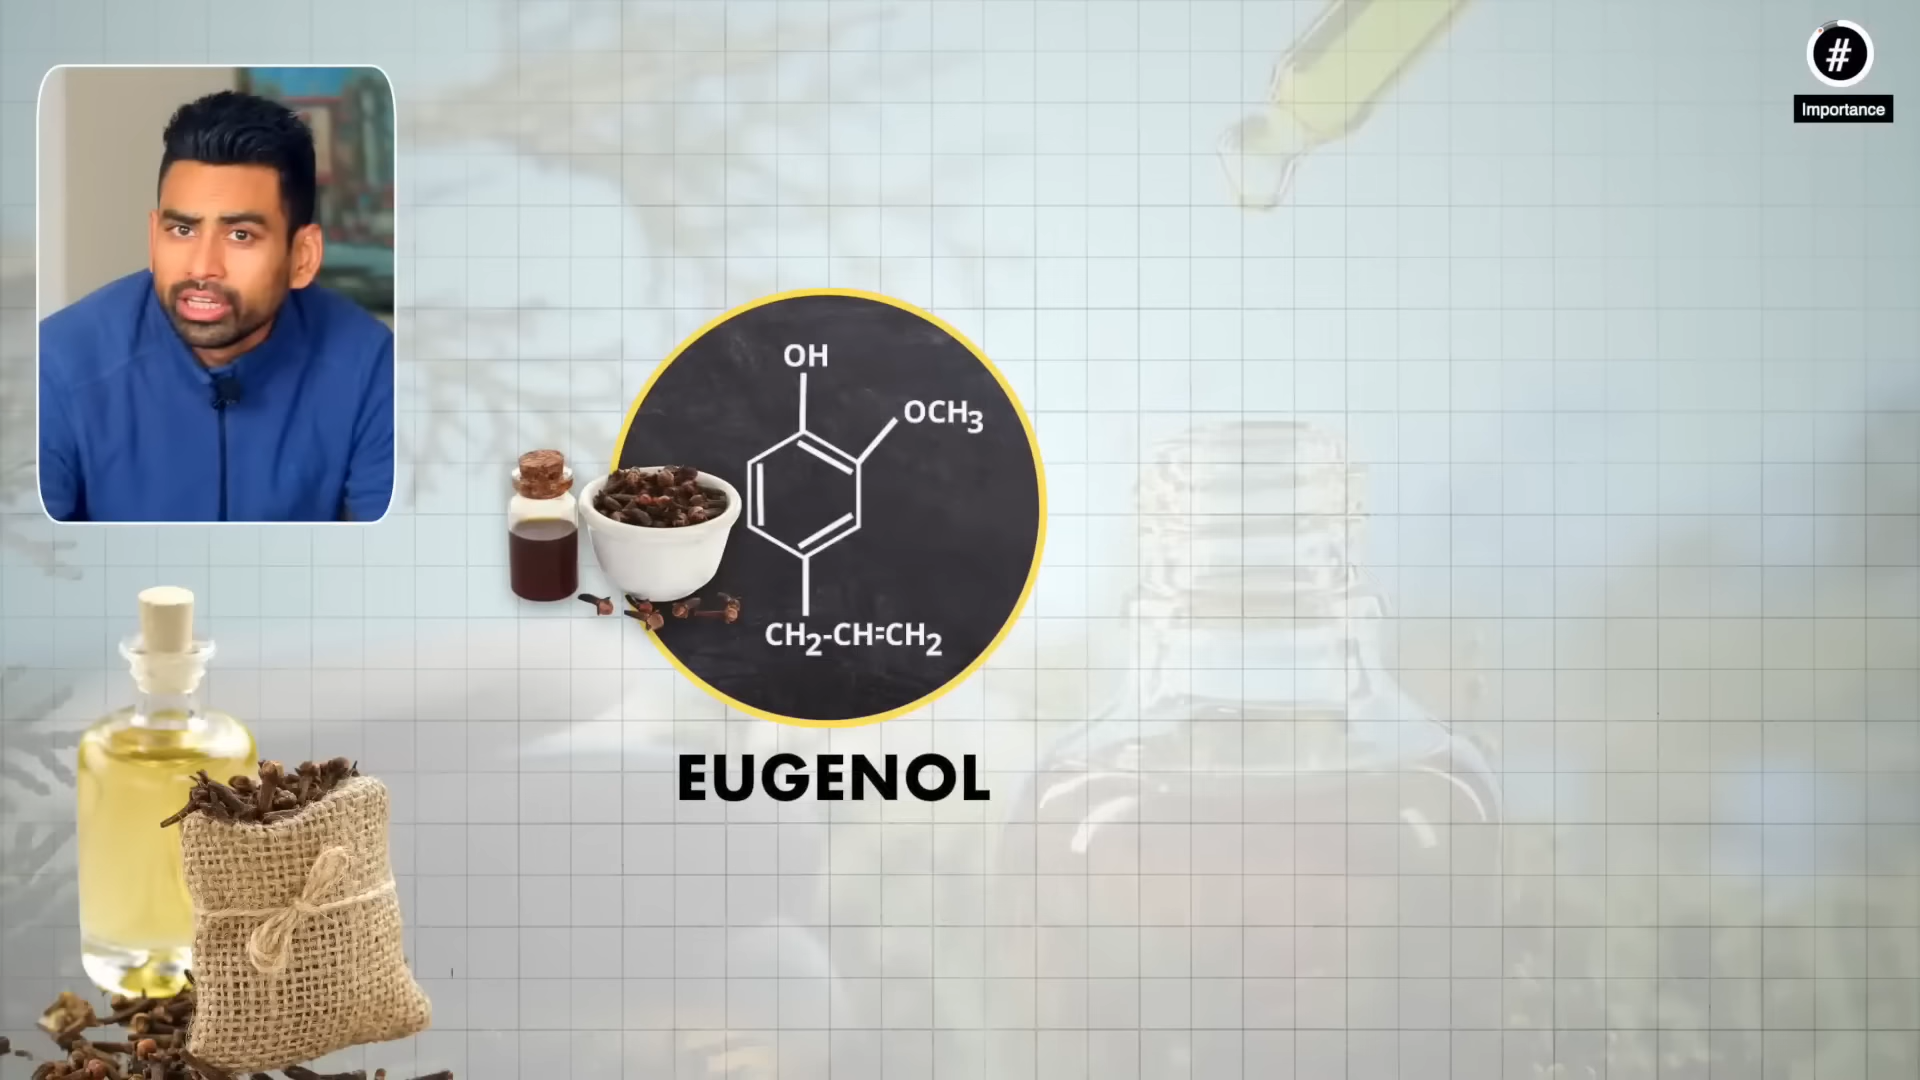 #
Importance
OH
OCH3
CH2-CH=CH2
EUGENOL